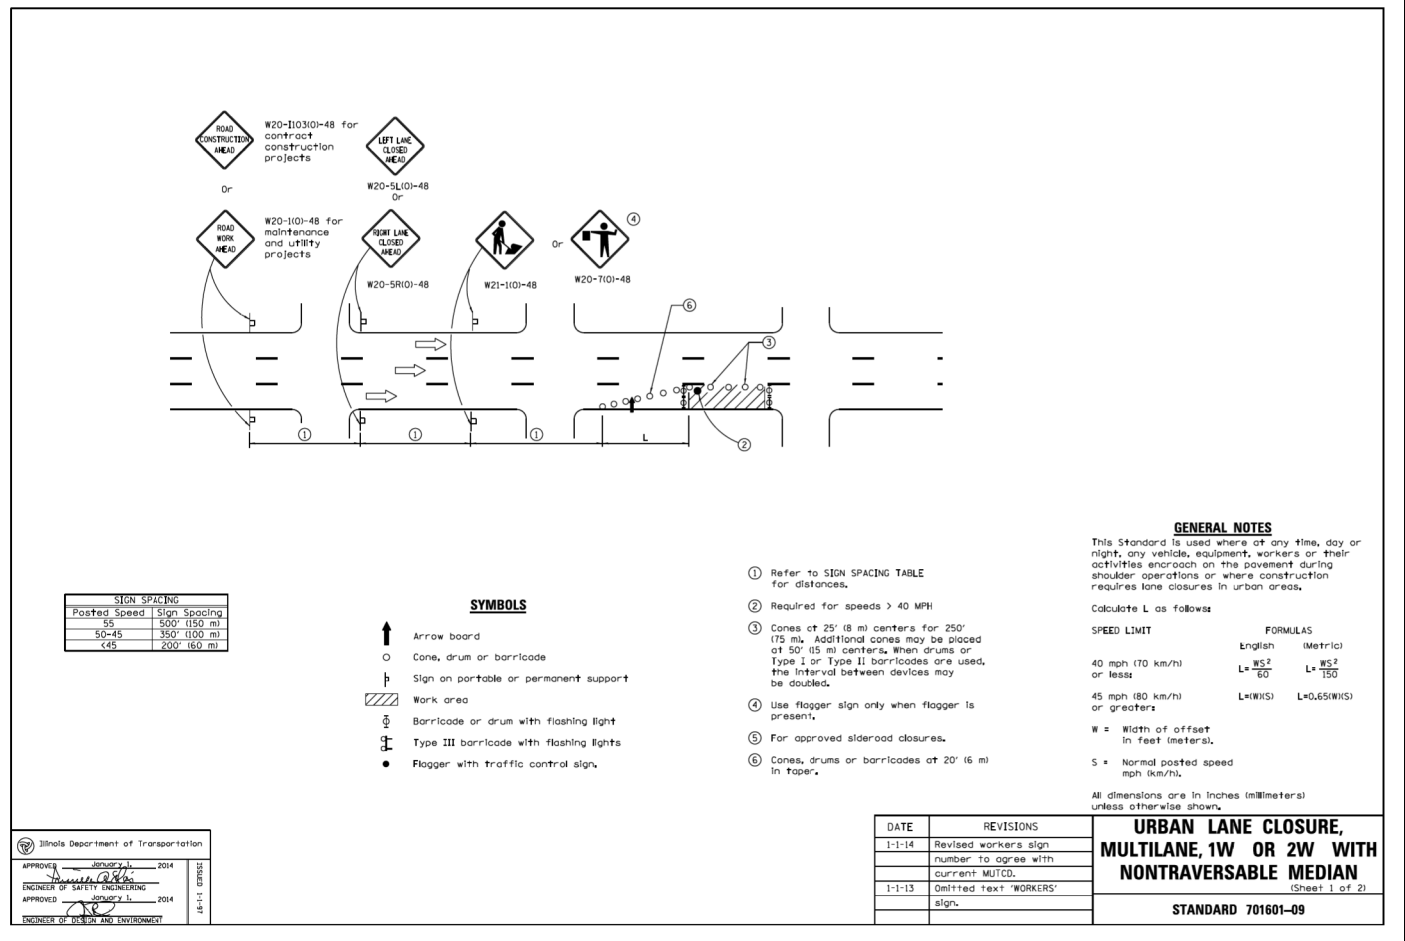 ROAD
CONSTRUCTION
AHEAD
W20-I103(O)-48 for
contract
construction
projects
LEFT LANE
CLOSED
AHEAD
W20-5L(O)-48
Or
Or
ROAD
WORK
AHEAD
W20-1(O)-48 for
maintenance
and utility
projects
RIGHT LANE
CLOSED
AHEAD
W20-5R(O)-48
W21-1(O)-48
Or
4
W20-7(O)-48
6
3
1
1
1
L
2
SIGN SPACING
Posted Speed Sign Spacing
55 500' (150 m)
50-45 350' (100 m)
<45 200' (60 m)
SYMBOLS
Arrow board
Cone, drum or barricade
Sign on portable or permanent support
Work area
Barricade or drum with flashing light
Type III barricade with flashing lights
Flagger with traffic control sign.
1 Refer to SIGN SPACING TABLE
for distances.
2 Required for speeds > 40 MPH
3 Cones at 25' (8 m) centers for 250'
(75 m). Additional cones may be placed
at 50' (15 m) centers. When drums or
Type I or Type II barricades are used,
the interval between devices may
be doubled.
4 Use flagger sign only when flagger is
present.
5 For approved sideroad closures.
6 Cones, drums or barricades at 20' (6 m)
in taper.
GENERAL NOTES
This Standard is used where at any time, day or
night, any vehicle, equipment, workers or their
activities encroach on the pavement during
shoulder operations or where construction
requires lane closures in urban areas.
Calculate L as follows:
SPEED LIMIT FORMULAS
English (Metric)
40 mph (70 km/h)
or less: L= WS²/60 L= WS²/150
45 mph (80 km/h) L=(W)(S) L=0.65(W)(S)
or greater:
W = Width of offset
in feet (meters).
S = Normal posted speed
mph (km/h).
All dimensions are in inches (millimeters)
unless otherwise shown.
Illinois Department of Transportation
APPROVED January 1, 2014
ENGINEER OF SAFETY ENGINEERING
APPROVED January 1, 2014
ENGINEER OF DESIGN AND ENVIRONMENT
ISSUED 1-1-97
DATE REVISIONS
1-1-14 Revised workers sign
number to agree with
current MUTCD.
1-1-13 Omitted text 'WORKERS'
sign.
URBAN LANE CLOSURE,
MULTILANE, 1W OR 2W WITH
NONTRAVERSABLE MEDIAN
(Sheet 1 of 2)
STANDARD 701601–09